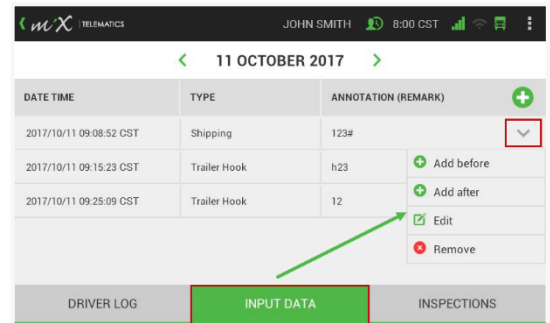 mX TELEMATICS JOHN SMITH 8:00 CST
11 OCTOBER 2017
DATE TIME TYPE ANNOTATION (REMARK)
2017/10/11 09:08:52 CST Shipping 123#
2017/10/11 09:15:23 CST Trailer Hook h23
Add before
2017/10/11 09:25:09 CST Trailer Hook 12
Add after
Edit
Remove
DRIVER LOG INPUT DATA INSPECTIONS